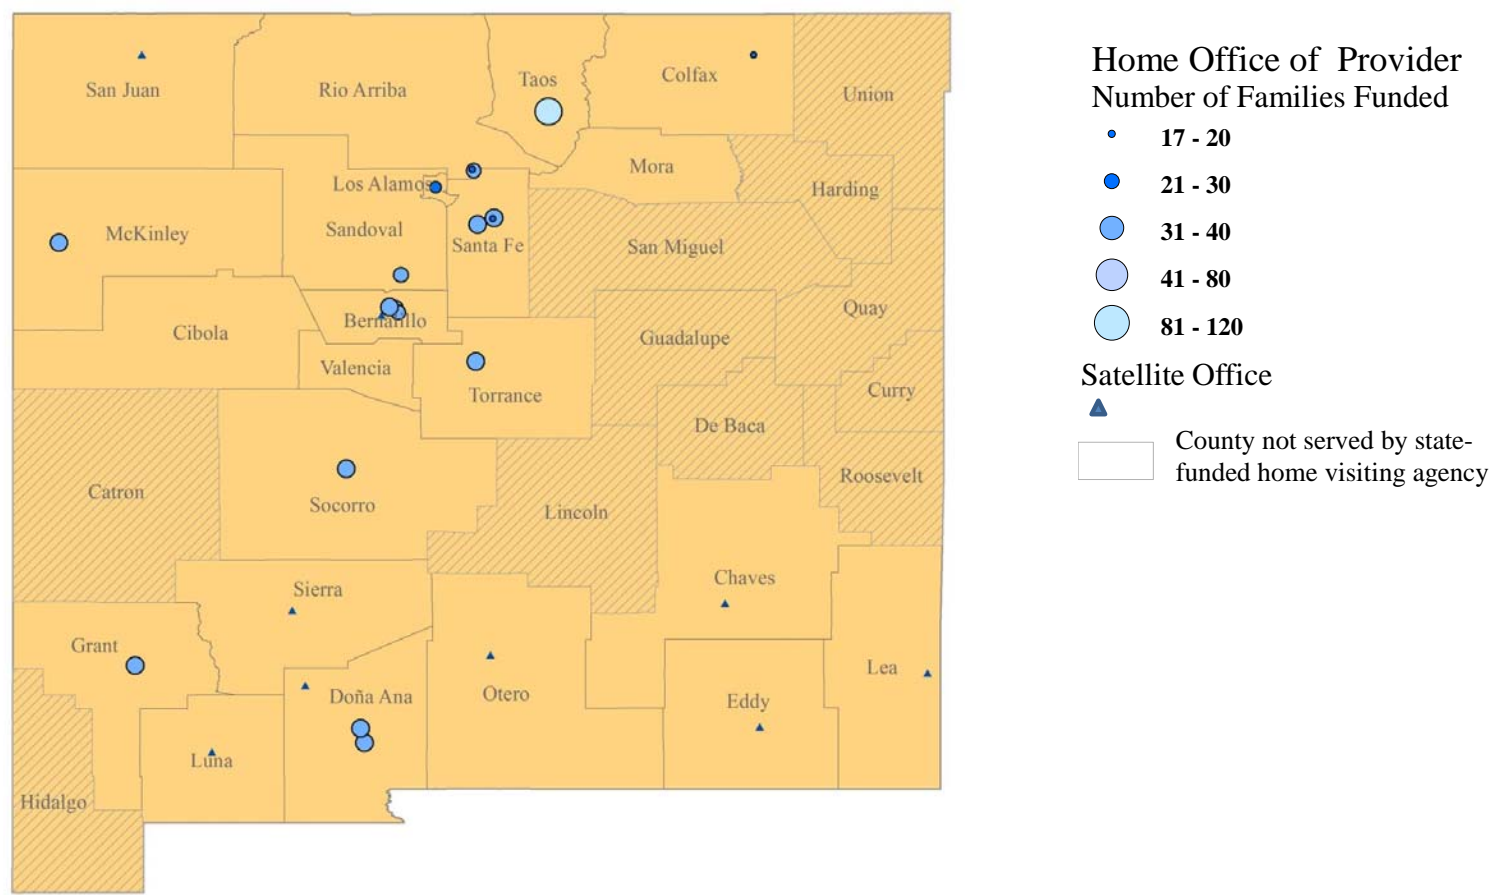 San Juan
Rio Arriba
Taos
Colfax
Union
Mora
Harding
Los Alamos
McKinley
Sandoval
Santa Fe
San Miguel
Quay
Cibola
Bernalillo
Guadalupe
Valencia
Torrance
Curry
De Baca
Roosevelt
Catron
Socorro
Lincoln
Sierra
Chaves
Grant
Lea
Doña Ana
Otero
Eddy
Luna
Hidalgo
Home Office of Provider
Number of Families Funded
17 - 20
21 - 30
31 - 40
41 - 80
81 - 120
Satellite Office
County not served by state-
funded home visiting agency